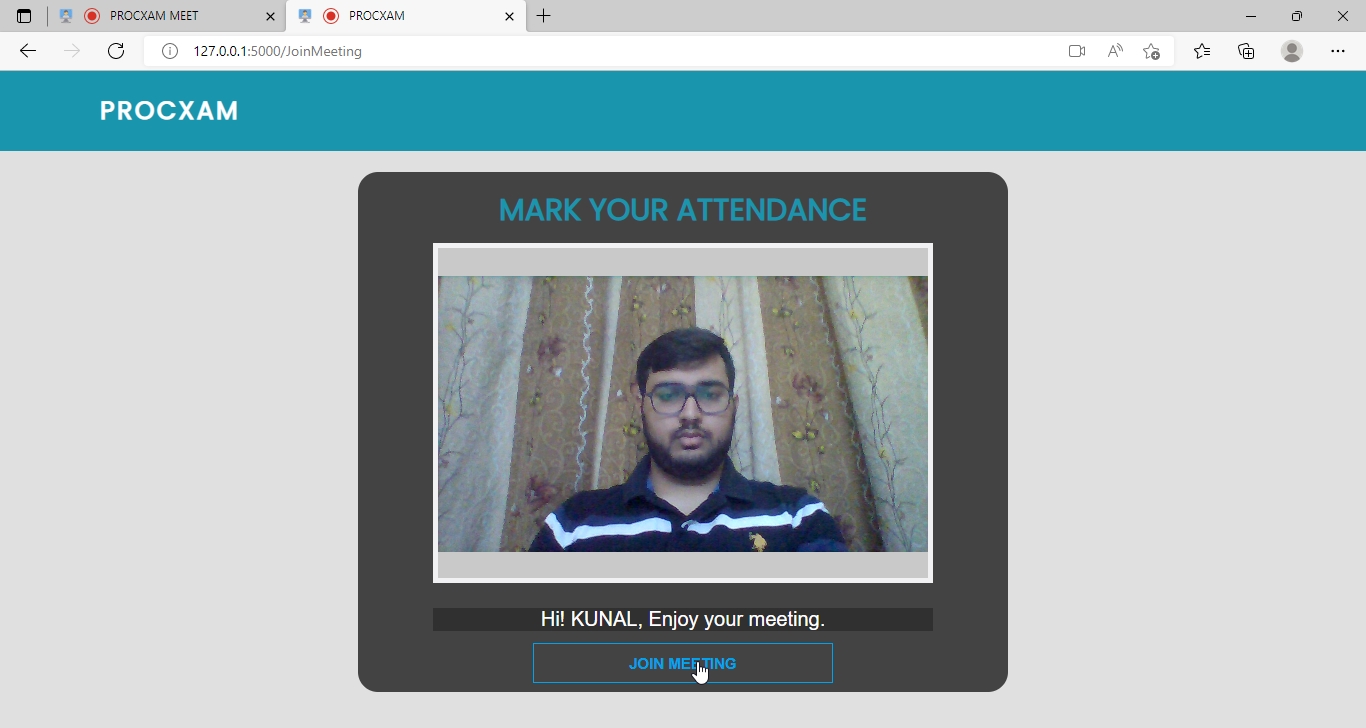 PROCXAM MEET
PROCXAM
127.0.0.1:5000/JoinMeeting
PROCXAM
MARK YOUR ATTENDANCE
Hi! KUNAL, Enjoy your meeting.
JOIN MEETING